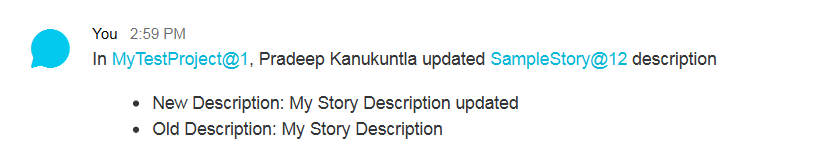 You 2:59 PM
In MyTestProject@1, Pradeep Kanukuntla updated SampleStory@12 description
• New Description: My Story Description updated
• Old Description: My Story Description